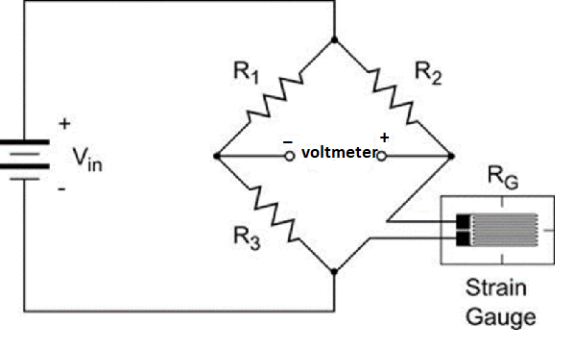 R1
R2
+
Vin
-
– voltmeter +
RG
R3
Strain
Gauge